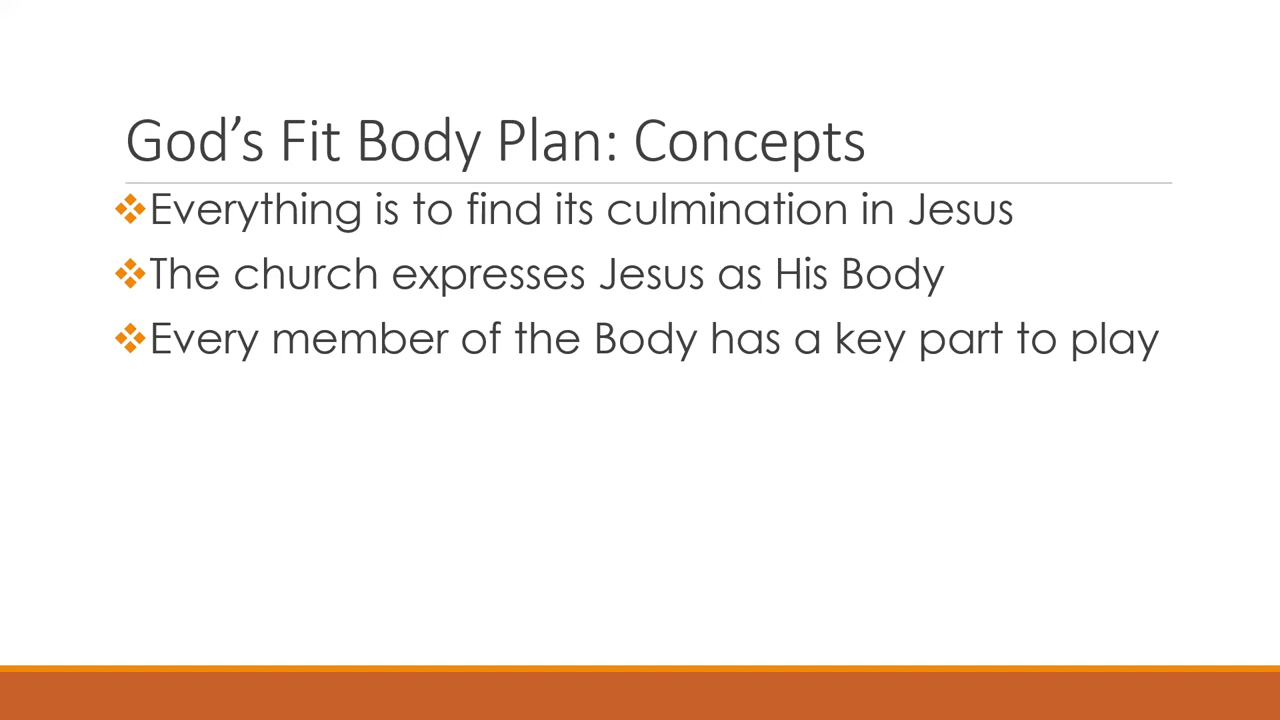 God’s Fit Body Plan: Concepts
Everything is to find its culmination in Jesus
The church expresses Jesus as His Body
Every member of the Body has a key part to play